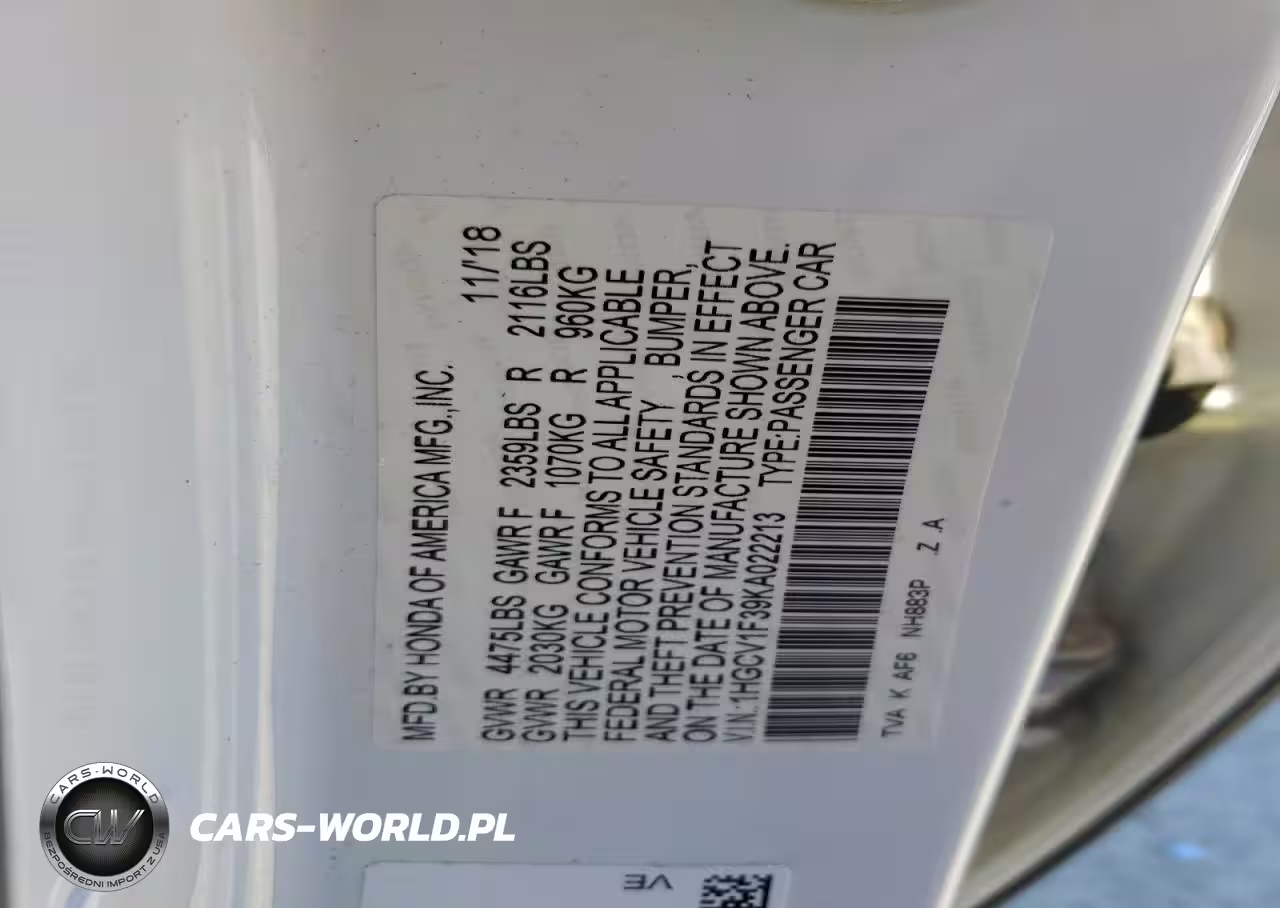 MFD.BY HONDA OF AMERICA MFG.,INC. 11/'18
GVWR 4475LBS GAWR F 2359LBS R 2116LBS
GVWR 2030KG GAWR F 1070KG R 960KG
THIS VEHICLE CONFORMS TO ALL APPLICABLE
FEDERAL MOTOR VEHICLE SAFETY , BUMPER,
AND THEFT PREVENTION STANDARDS IN EFFECT
ON THE DATE OF MANUFACTURE SHOWN ABOVE.
V.I.N.: 1HGCV1F39KA022213 TYPE:PASSENGER CAR
TVA K AF6 NH883P .Z .A
VE
CARS-WORLD
CW
BEZPOŚREDNI IMPORT Z USA
CARS-WORLD.PL